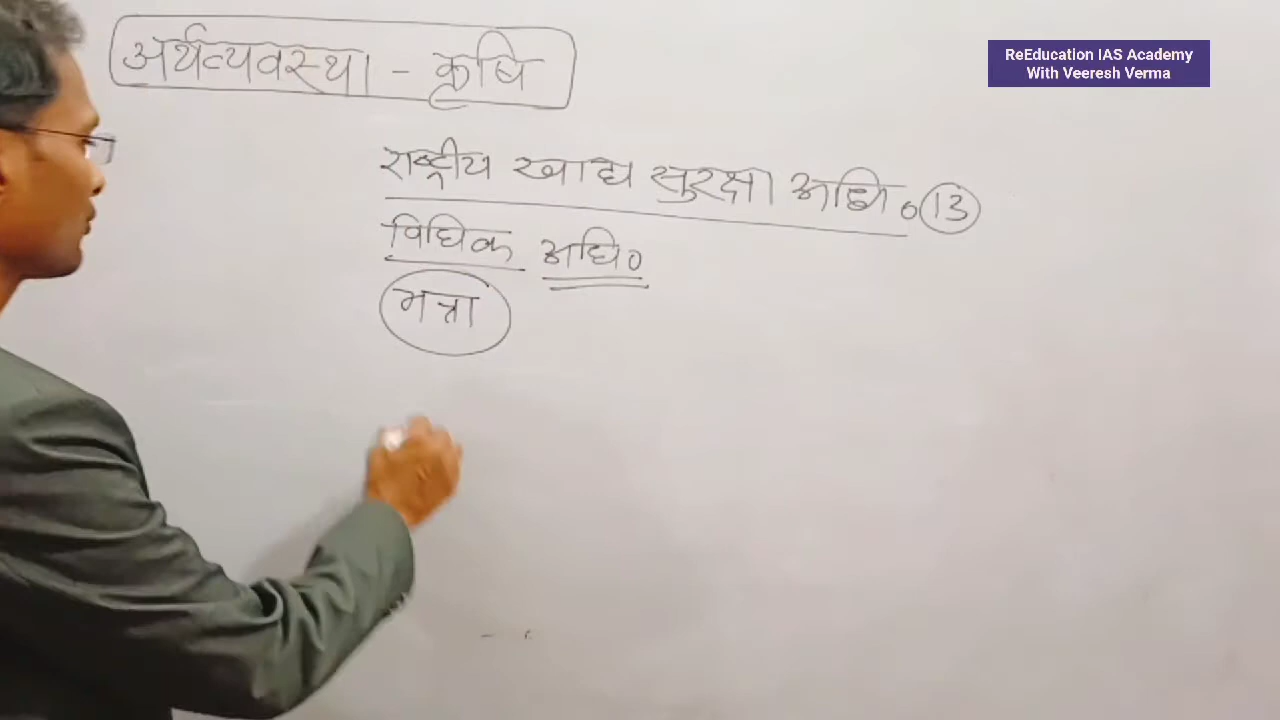 अर्थव्यवस्था - कृषि
ReEducation IAS Academy
With Veeresh Verma
राष्ट्रीय खाद्य सुरक्षा अधि० 13
विधिक अधि०
भत्ता